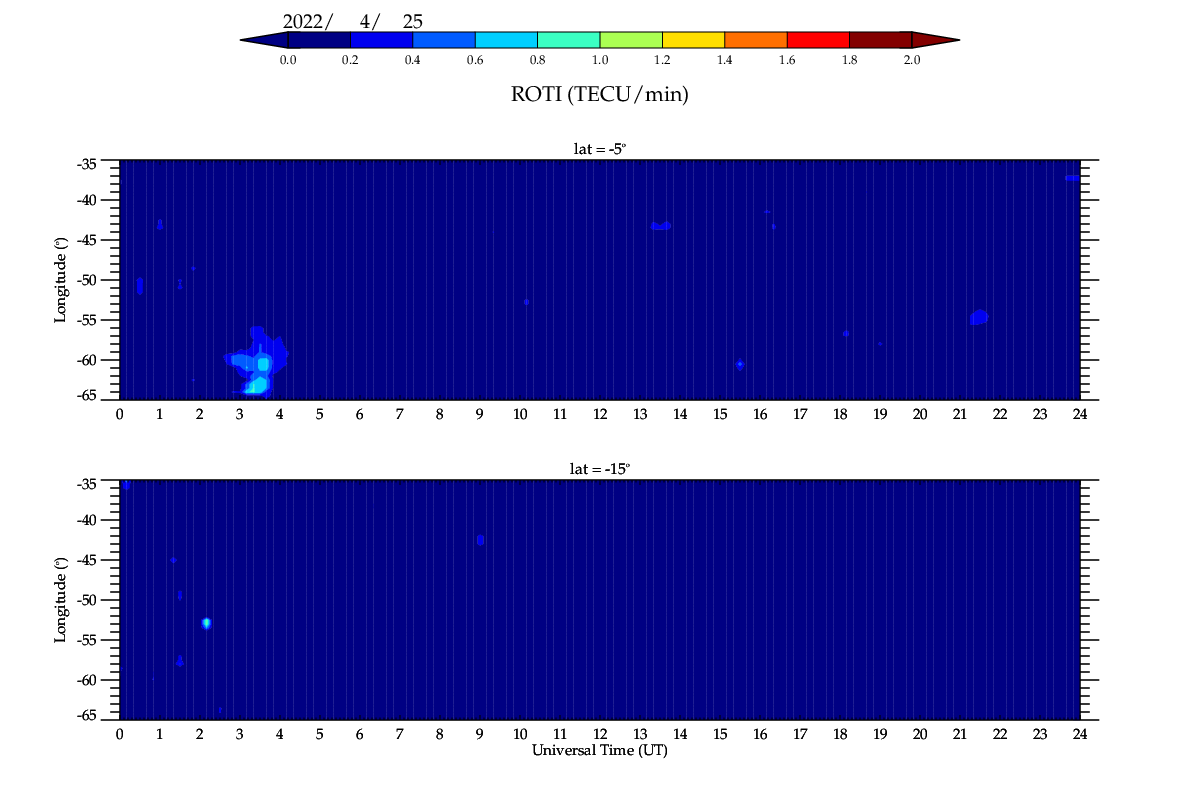 2022/ 4/ 25
0.0 0.2 0.4 0.6 0.8 1.0 1.2 1.4 1.6 1.8 2.0
ROTI (TECU/min)
lat = -5°
Longitude (°)
-35
-40
-45
-50
-55
-60
-65
0 1 2 3 4 5 6 7 8 9 10 11 12 13 14 15 16 17 18 19 20 21 22 23 24
lat = -15°
Longitude (°)
-35
-40
-45
-50
-55
-60
-65
0 1 2 3 4 5 6 7 8 9 10 11 12 13 14 15 16 17 18 19 20 21 22 23 24
Universal Time (UT)